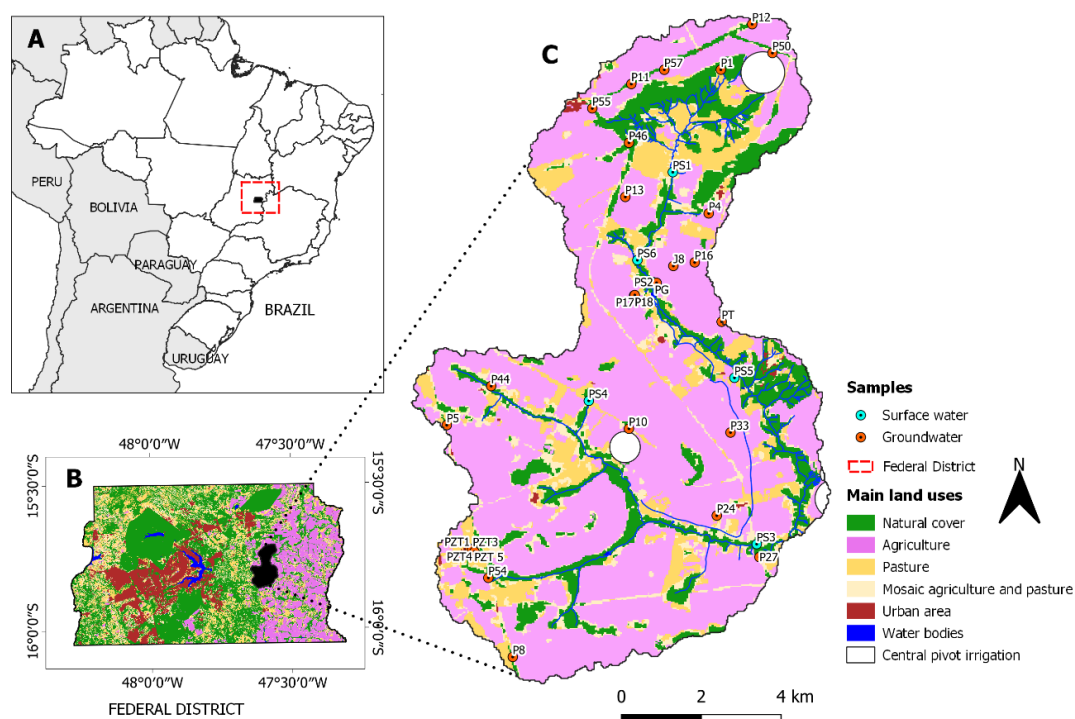 A
PERU
BOLIVIA
PARAGUAY
ARGENTINA
BRAZIL
URUGUAY
B
48°0'0"W
47°30'0"W
15°30'0"S
15°30'0"S
16°0'0"S
16°0'0"S
48°0'0"W
47°30'0"W
FEDERAL DISTRICT
C
P12
P50
P57
P1
P11
P55
P46
PS1
P13
P4
PS6
J8
P16
PS2
PG
P17P18
PT
PS5
P44
PS4
P5
P10
P33
P24
PS3
P27
PZT1 PZT3
PZT4 PZT 5
P54
P8
0 2 4 km
Samples
Surface water
Groundwater
Federal District
Main land uses
Natural cover
Agriculture
Pasture
Mosaic agriculture and pasture
Urban area
Water bodies
Central pivot irrigation
N